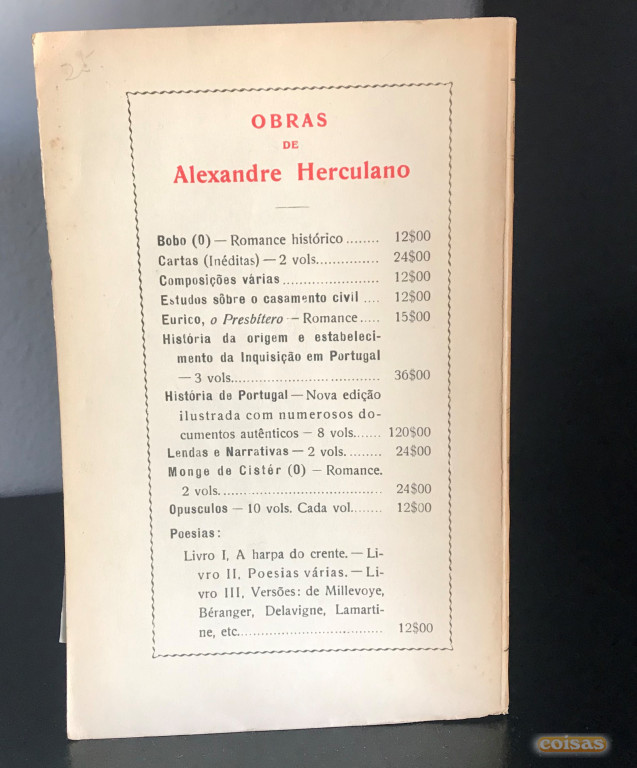 OBRAS
DE
Alexandre Herculano
Bobo (O) — Romance histórico ........ 12$00
Cartas (Inéditas) — 2 vols............... 24$00
Composições várias ....................... 12$00
Estudos sôbre o casamento civil .... 12$00
Eurico, o Presbítero — Romance ..... 15$00
História da origem e estabeleci-
mento da Inquisição em Portugal
— 3 vols.................................... 36$00
História de Portugal — Nova edição
ilustrada com numerosos do-
cumentos autênticos — 8 vols....... 120$00
Lendas e Narrativas — 2 vols. ........ 24$00
Monge de Cistér (O) — Romance.
2 vols........................................ 24$00
Opusculos — 10 vols. Cada vol........ 12$00
Poesias:
Livro I, A harpa do crente. — Li-
vro II, Poesias várias. — Li-
vro III, Versões: de Millevoye,
Béranger, Delavigne, Lamarti-
ne, etc................................... 12$00
coisas